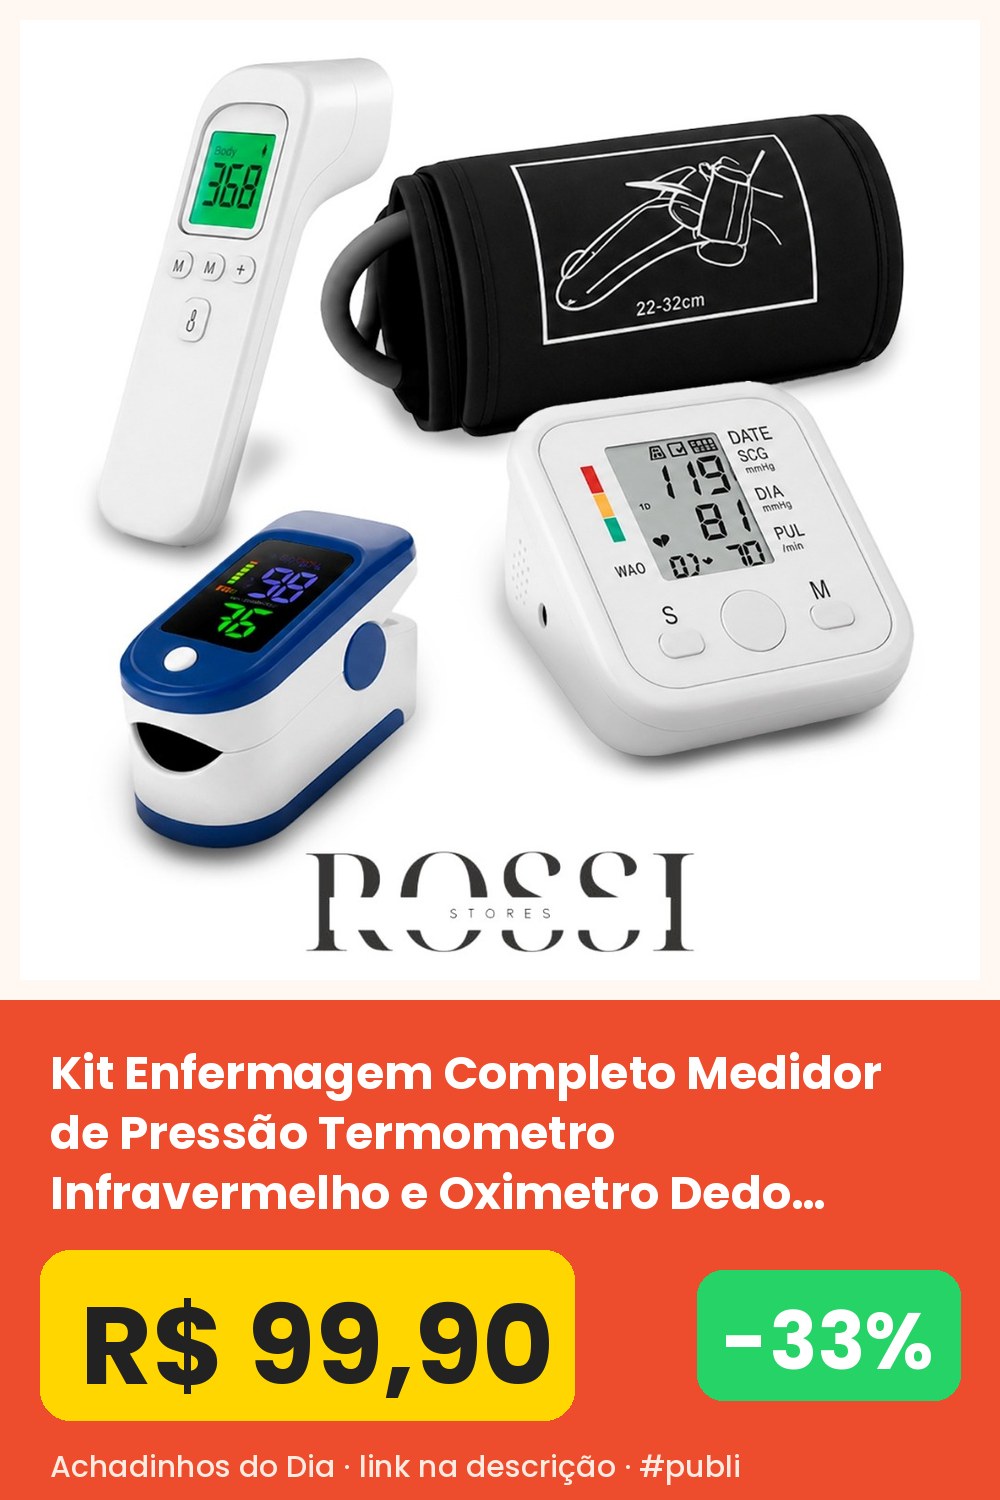 Body
368
M M +
22-32cm
DATE
SCG
mmHg
119
1D
DIA
mmHg
81
PUL
/min
70
WAO
S
M
98
76
ROSSI
STORES
Kit Enfermagem Completo Medidor
de Pressão Termometro
Infravermelho e Oximetro Dedo...
R$ 99,90
-33%
Achadinhos do Dia · link na descrição · #publi